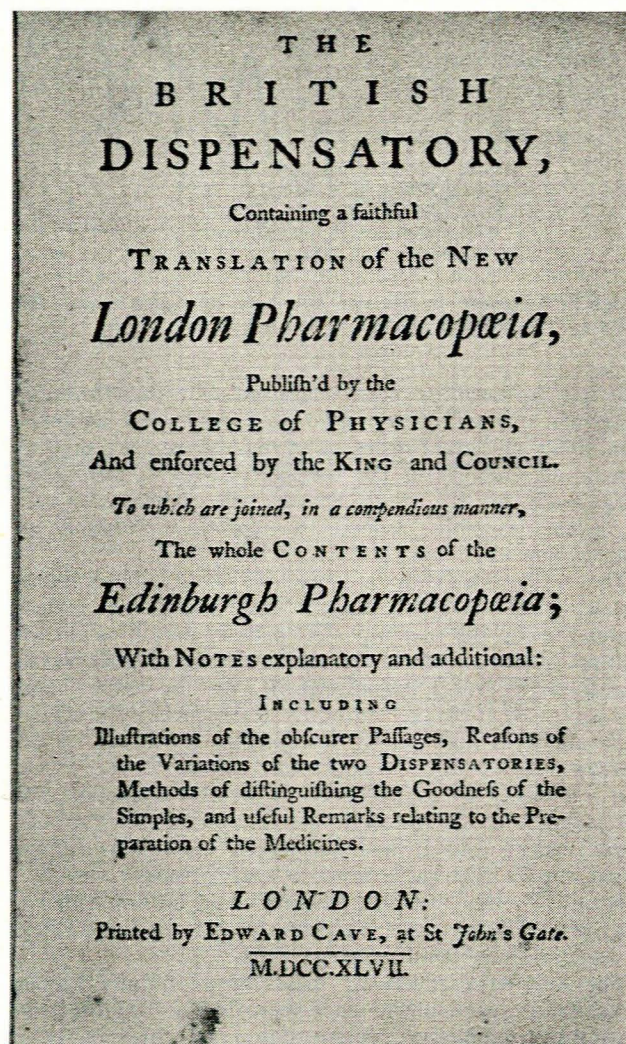 THE
BRITISH
DISPENSATORY,
Containing a faithful
TRANSLATION of the NEW
London Pharmacopœia,
Publiſh'd by the
COLLEGE of PHYSICIANS,
And enforced by the KING and COUNCIL.
To which are joined, in a compendious manner,
The whole CONTENTS of the
Edinburgh Pharmacopœia;
With NOTES explanatory and additional:
INCLUDING
Illuſtrations of the obſcurer Paſſages, Reaſons of
the Variations of the two DISPENSATORIES,
Methods of diſtinguiſhing the Goodneſs of the
Simples, and uſeful Remarks relating to the Pre-
paration of the Medicines.
LONDON:
Printed by EDWARD CAVE, at St John's Gate.
M.DCC.XLVII.